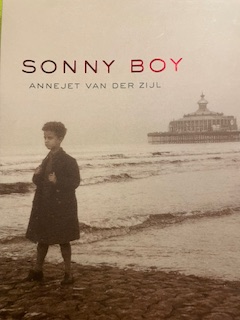 SONNY BOY
ANNEJET VAN DER ZIJL